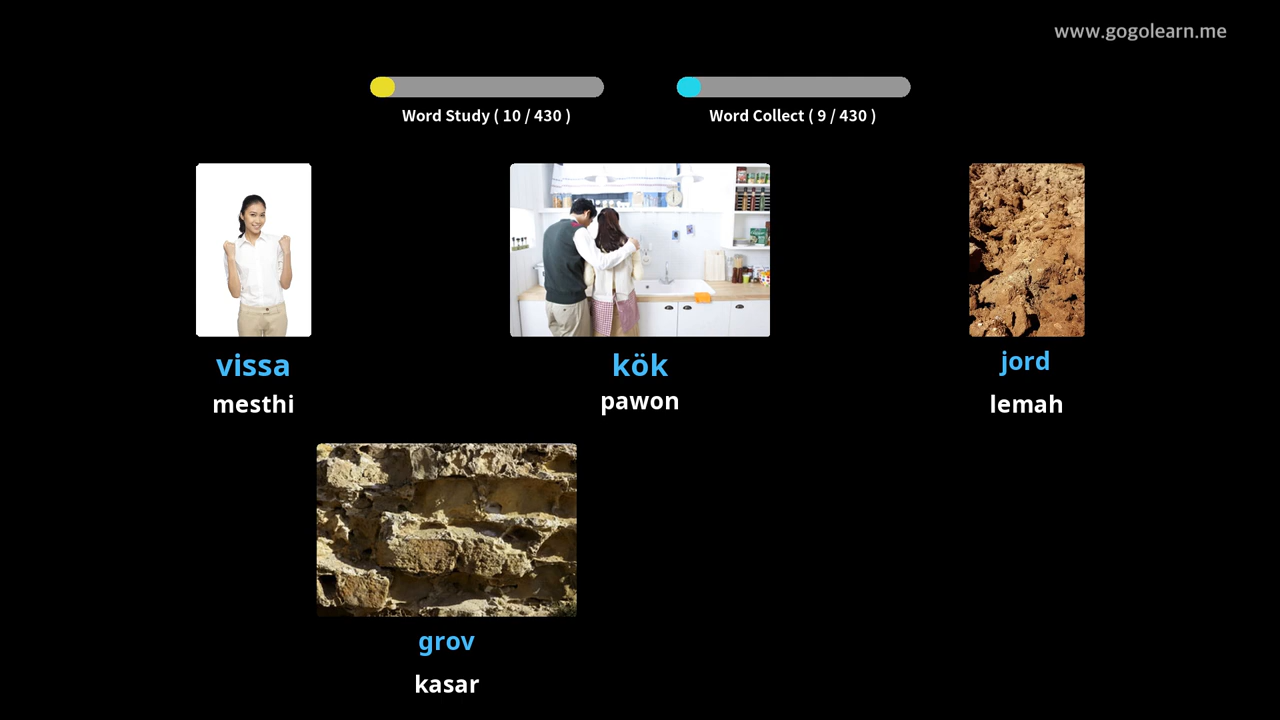 www.gogolearn.me
Word Study ( 10 / 430 )
Word Collect ( 9 / 430 )
vissa
mesthi
kök
pawon
jord
lemah
grov
kasar